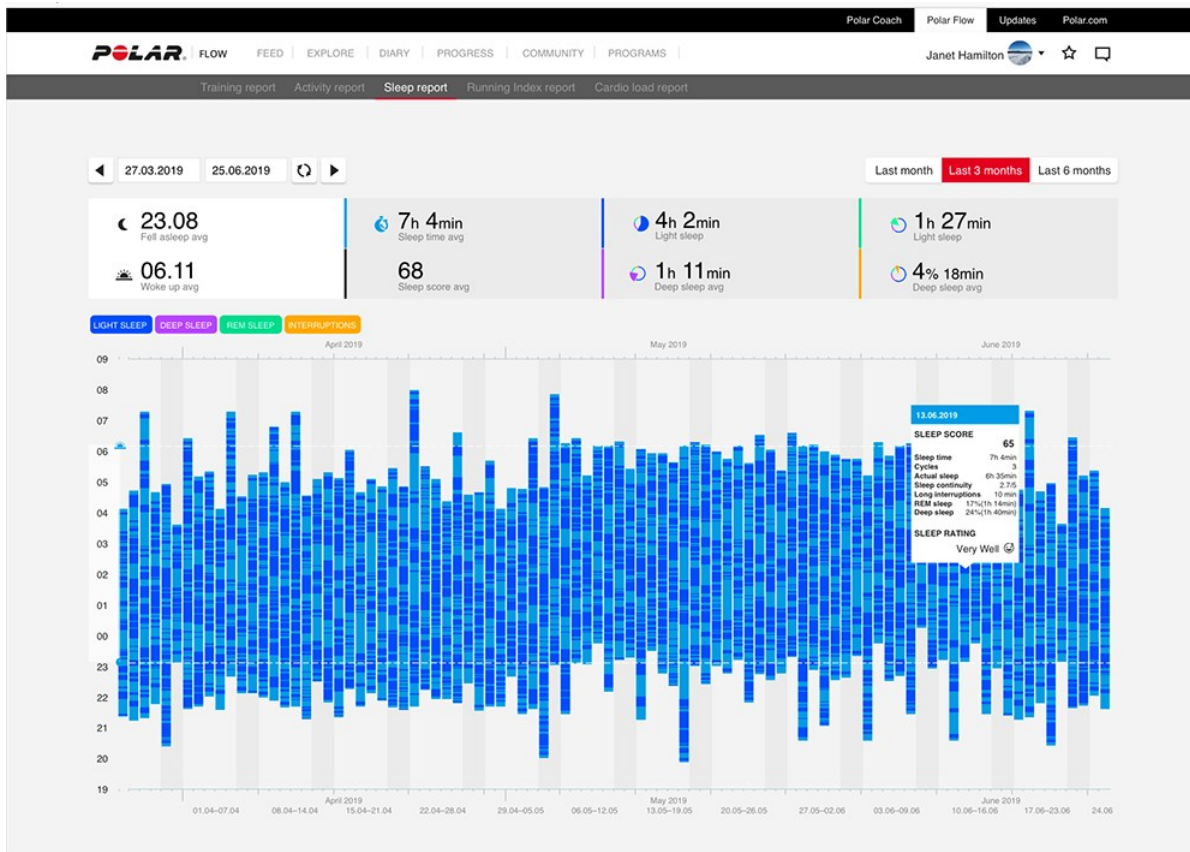 Polar Coach Polar Flow Updates Polar.com
POLAR. FLOW FEED EXPLORE DIARY PROGRESS COMMUNITY PROGRAMS Janet Hamilton
Training report Activity report Sleep report Running Index report Cardio load report
27.03.2019 25.06.2019 Last month Last 3 months Last 6 months
23.08 7h 4min 4h 2min 1h 27min
Fell asleep avg Sleep time avg Light sleep Light sleep
06.11 68 1h 11min 4% 18min
Woke up avg Sleep score avg Deep sleep avg Deep sleep avg
LIGHT SLEEP DEEP SLEEP REM SLEEP INTERRUPTIONS
April 2019 May 2019 June 2019
09
08
07
06
05
04
03
02
01
00
23
22
21
20
19
13.06.2019
SLEEP SCORE
65
Sleep time 7h 4min
Cycles 3
Actual sleep 6h 35min
Sleep continuity 2.7/5
Long interruptions 10 min
REM sleep 17%(1h 14min)
Deep sleep 24%(1h 40min)
SLEEP RATING
Very Well
April 2019 May 2019 June 2019
01.04–07.04 08.04–14.04 15.04–21.04 22.04–28.04 29.04–05.05 06.05–12.05 13.05–19.05 20.05–26.05 27.05–02.06 03.06–09.06 10.06–16.06 17.06–23.06 24.06